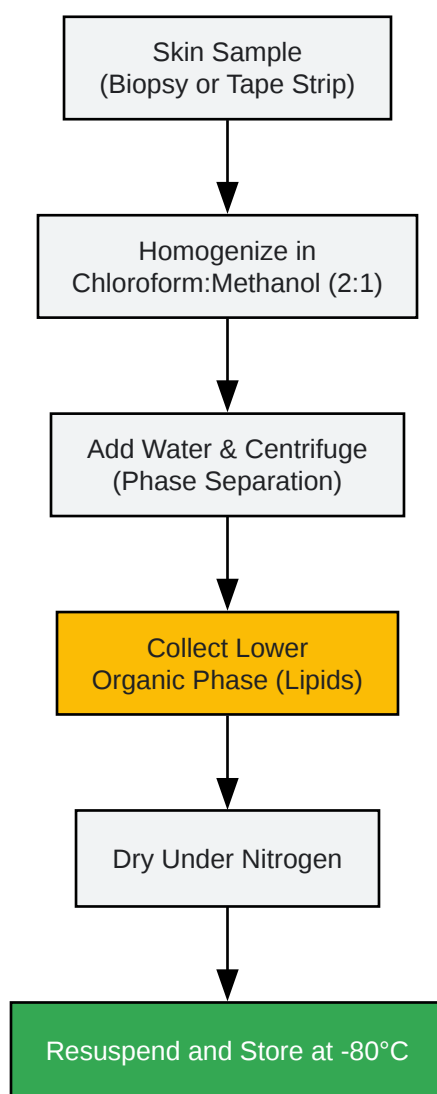 Skin Sample
(Biopsy or Tape Strip)
Homogenize in
Chloroform:Methanol (2:1)
Add Water & Centrifuge
(Phase Separation)
Collect Lower
Organic Phase (Lipids)
Dry Under Nitrogen
Resuspend and Store at -80°C